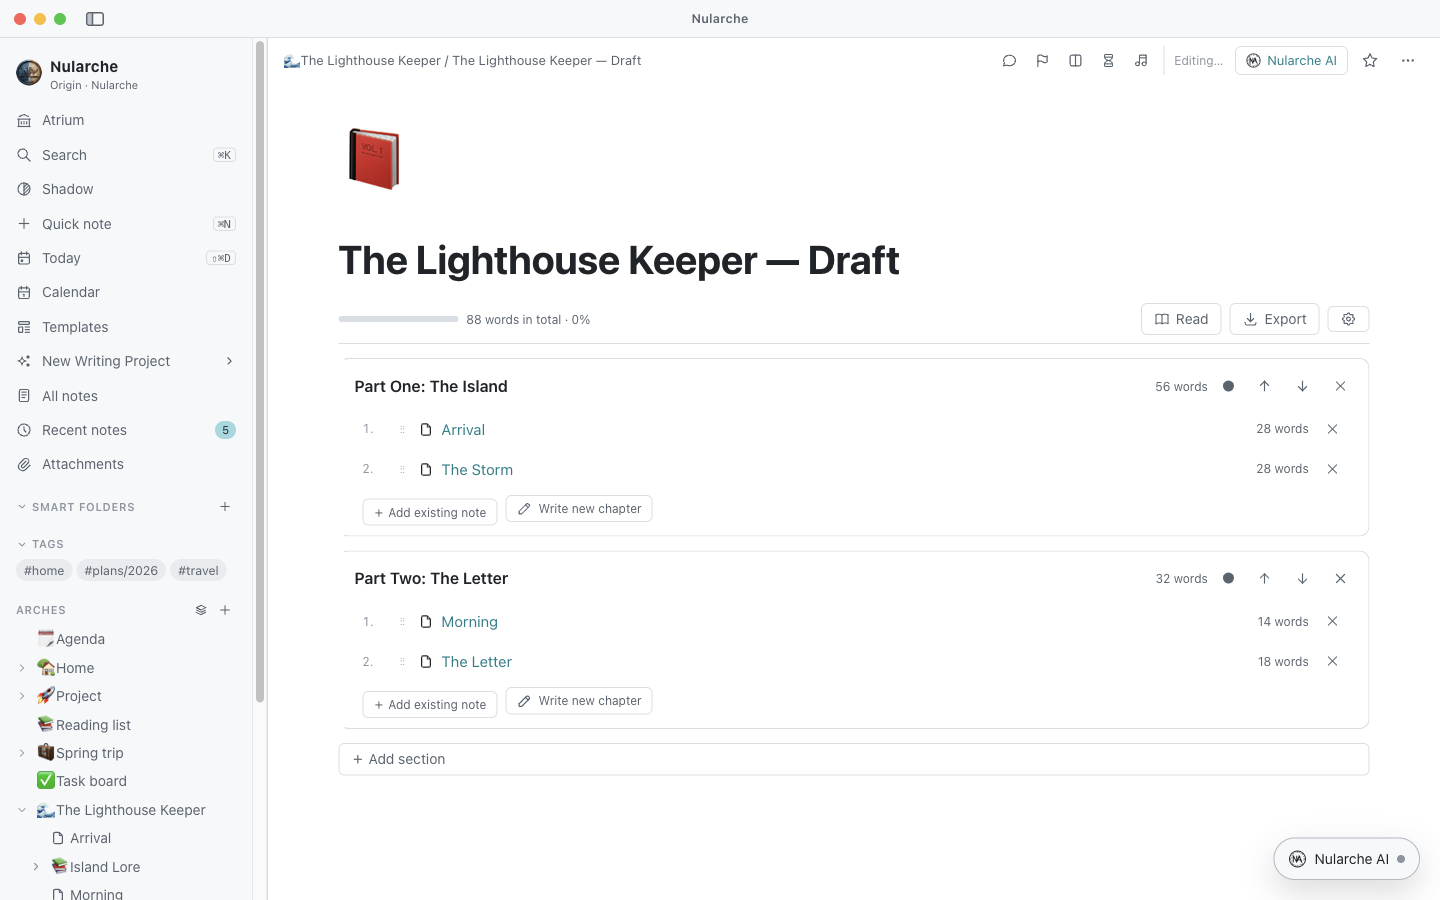 Nularche
Nularche
Origin · Nularche
Atrium
Search ⌘K
Shadow
Quick note ⌘N
Today ⇧⌘D
Calendar
Templates
New Writing Project
All notes
Recent notes 5
Attachments
SMART FOLDERS
TAGS
#home #plans/2026 #travel
ARCHES
Agenda
Home
Project
Reading list
Spring trip
Task board
The Lighthouse Keeper
Arrival
Island Lore
Morning
The Lighthouse Keeper / The Lighthouse Keeper — Draft
Editing... Nularche AI
VOL. 1
The Lighthouse Keeper — Draft
88 words in total · 0%
Read Export
Part One: The Island 56 words
1. Arrival 28 words
2. The Storm 28 words
+ Add existing note Write new chapter
Part Two: The Letter 32 words
1. Morning 14 words
2. The Letter 18 words
+ Add existing note Write new chapter
+ Add section
Nularche AI